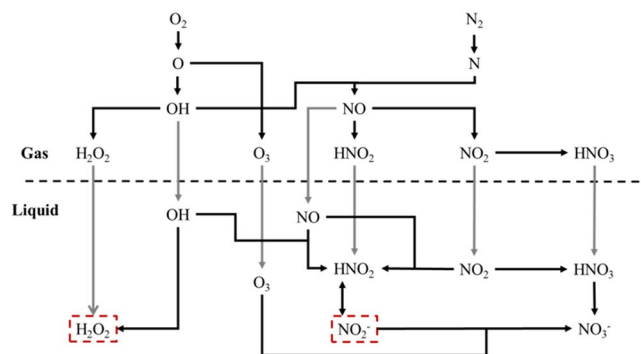 O₂ N₂
O N
OH NO
Gas H₂O₂ O₃ HNO₂ NO₂ HNO₃
Liquid
OH NO
O₃ HNO₂ NO₂ HNO₃
H₂O₂ NO₂⁻ NO₃⁻